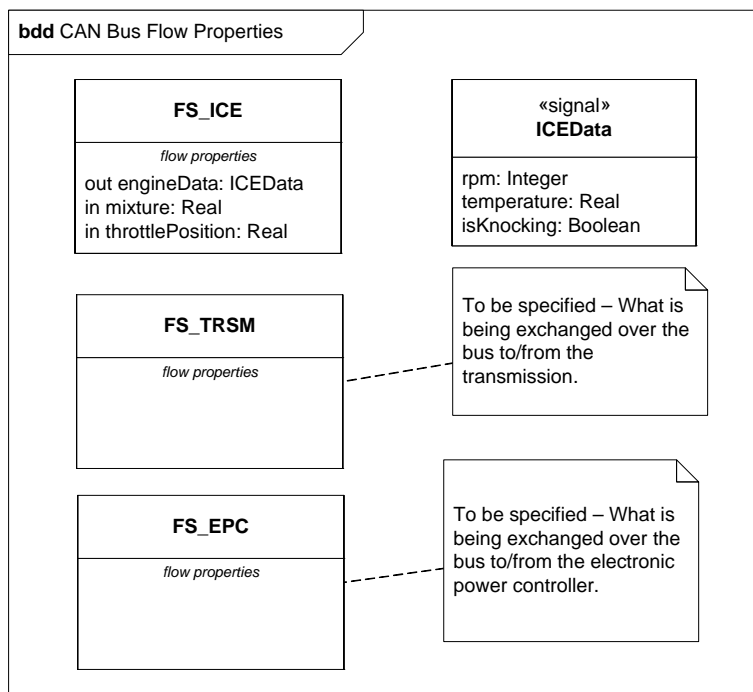 bdd CAN Bus Flow Properties
FS_ICE
flow properties
out engineData: ICEData
in mixture: Real
in throttlePosition: Real
«signal»
ICEData
rpm: Integer
temperature: Real
isKnocking: Boolean
FS_TRSM
flow properties
To be specified – What is
being exchanged over the
bus to/from the
transmission.
FS_EPC
flow properties
To be specified – What is
being exchanged over the
bus to/from the electronic
power controller.